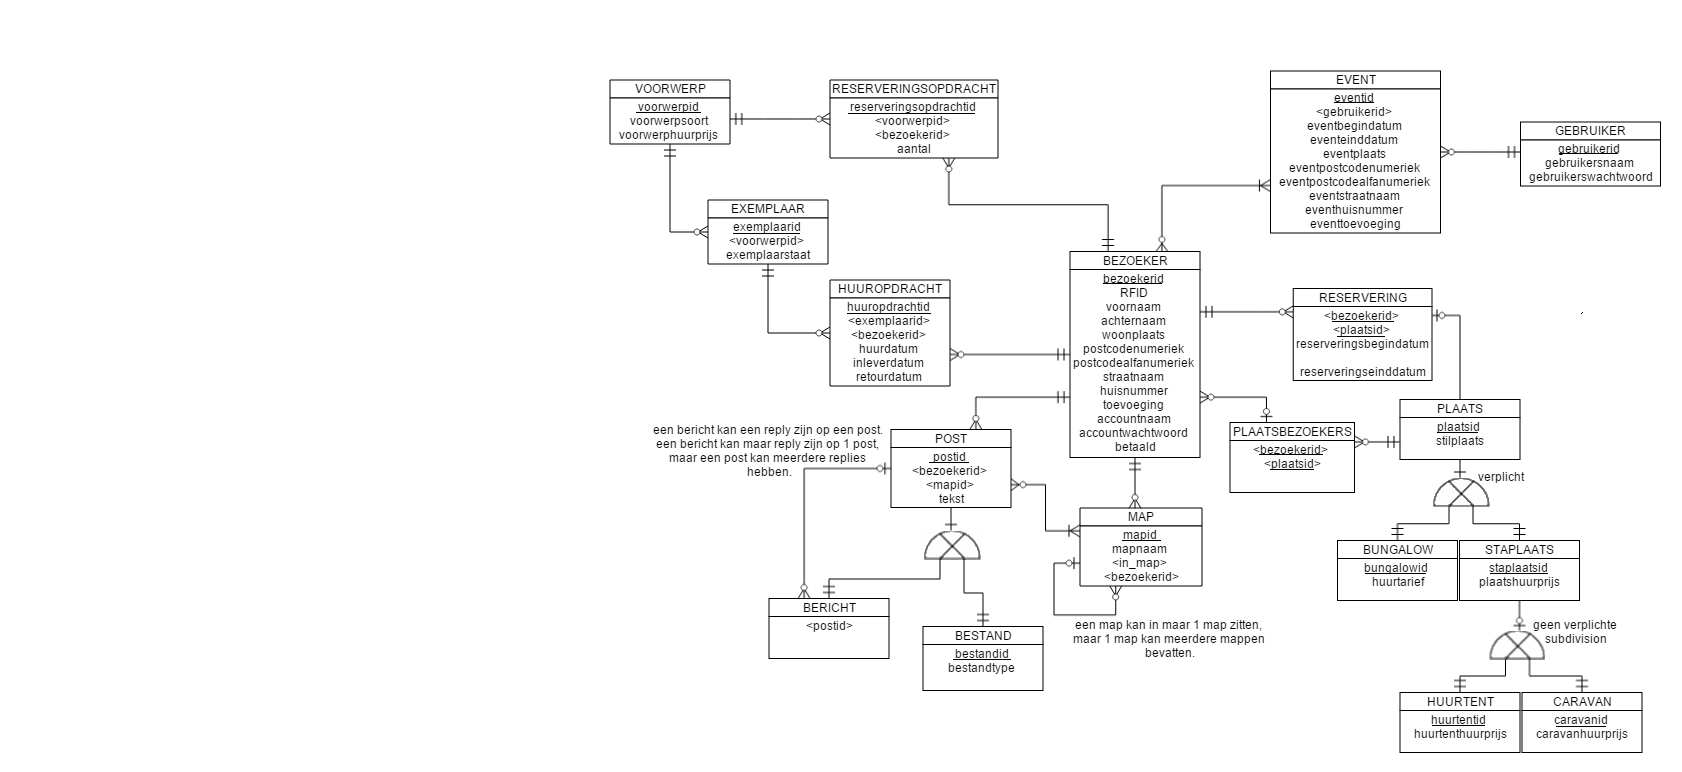 VOORWERP
voorwerpid
voorwerpsoort
voorwerphuurprijs
RESERVERINGSOPDRACHT
reserveringsopdrachtid
<voorwerpid>
<bezoekerid>
aantal
EVENT
eventid
<gebruikerid>
eventbegindatum
eventeinddatum
eventplaats
eventpostcodenumeriek
eventpostcodealfanumeriek
eventstraatnaam
eventhuisnummer
eventtoevoeging
GEBRUIKER
gebruikerid
gebruikersnaam
gebruikerswachtwoord
EXEMPLAAR
exemplaarid
<voorwerpid>
exemplaarstaat
HUUROPDRACHT
huuropdrachtid
<exemplaarid>
<bezoekerid>
huurdatum
inleverdatum
retourdatum
BEZOEKER
bezoekerid
RFID
voornaam
achternaam
woonplaats
postcodenumeriek
postcodealfanumeriek
straatnaam
huisnummer
toevoeging
accountnaam
accountwachtwoord
betaald
RESERVERING
<bezoekerid>
<plaatsid>
reserveringsbegindatum
reserveringseinddatum
PLAATS
plaatsid
stilplaats
PLAATSBEZOEKERS
<bezoekerid>
<plaatsid>
een bericht kan een reply zijn op een post.
een bericht kan maar reply zijn op 1 post,
maar een post kan meerdere replies
hebben.
POST
postid
<bezoekerid>
<mapid>
tekst
MAP
mapid
mapnaam
<in_map>
<bezoekerid>
een map kan in maar 1 map zitten,
maar 1 map kan meerdere mappen
bevatten.
verplicht
BUNGALOW
bungalowid
huurtarief
STAPLAATS
staplaatsid
plaatshuurprijs
BERICHT
<postid>
BESTAND
bestandid
bestandtype
geen verplichte
subdivision
HUURTENT
huurtentid
huurtenthuurprijs
CARAVAN
caravanid
caravanhuurprijs